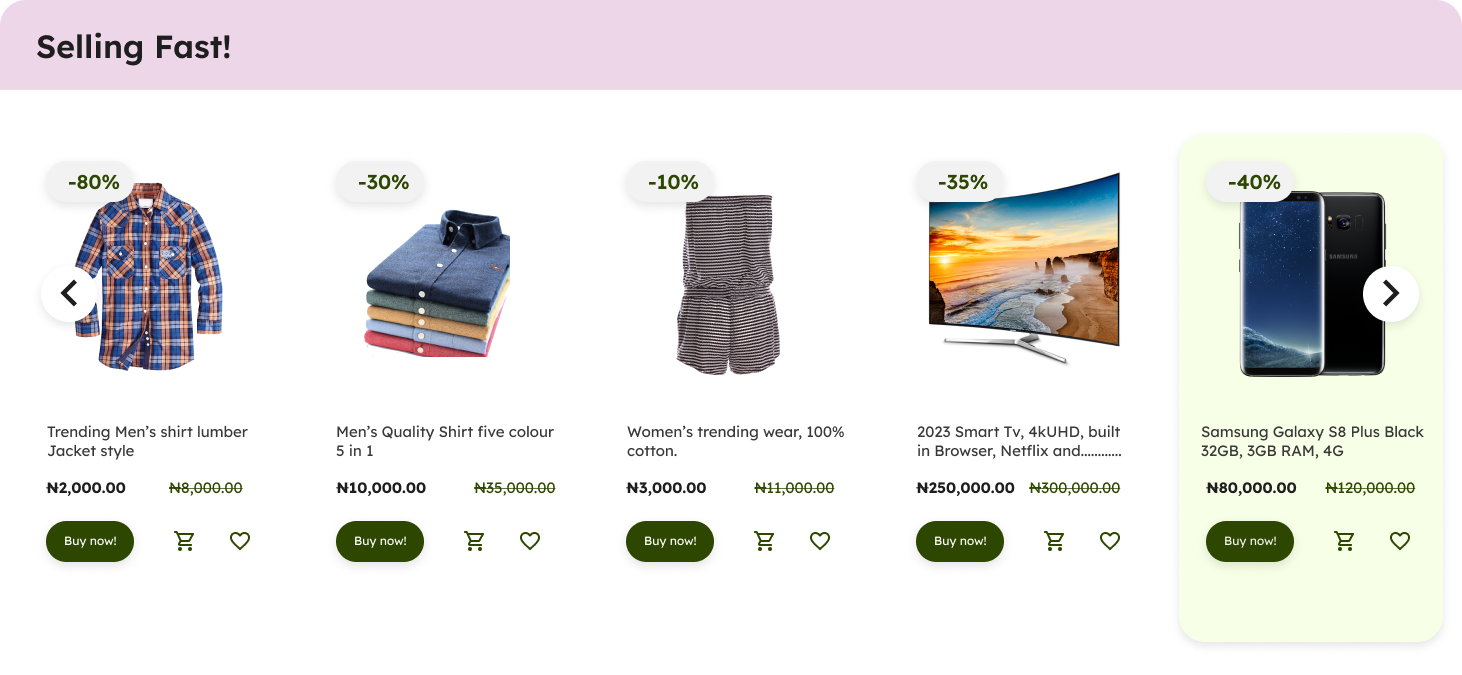 Selling Fast!
-80%
-30%
-10%
-35%
-40%
SAMSUNG
Trending Men’s shirt lumber
Jacket style
Men’s Quality Shirt five colour
5 in 1
Women’s trending wear, 100%
cotton.
2023 Smart Tv, 4kUHD, built
in Browser, Netflix and............
Samsung Galaxy S8 Plus Black
32GB, 3GB RAM, 4G
₦2,000.00 ₦8,000.00
₦10,000.00 ₦35,000.00
₦3,000.00 ₦11,000.00
₦250,000.00 ₦300,000.00
₦80,000.00 ₦120,000.00
Buy now!
Buy now!
Buy now!
Buy now!
Buy now!